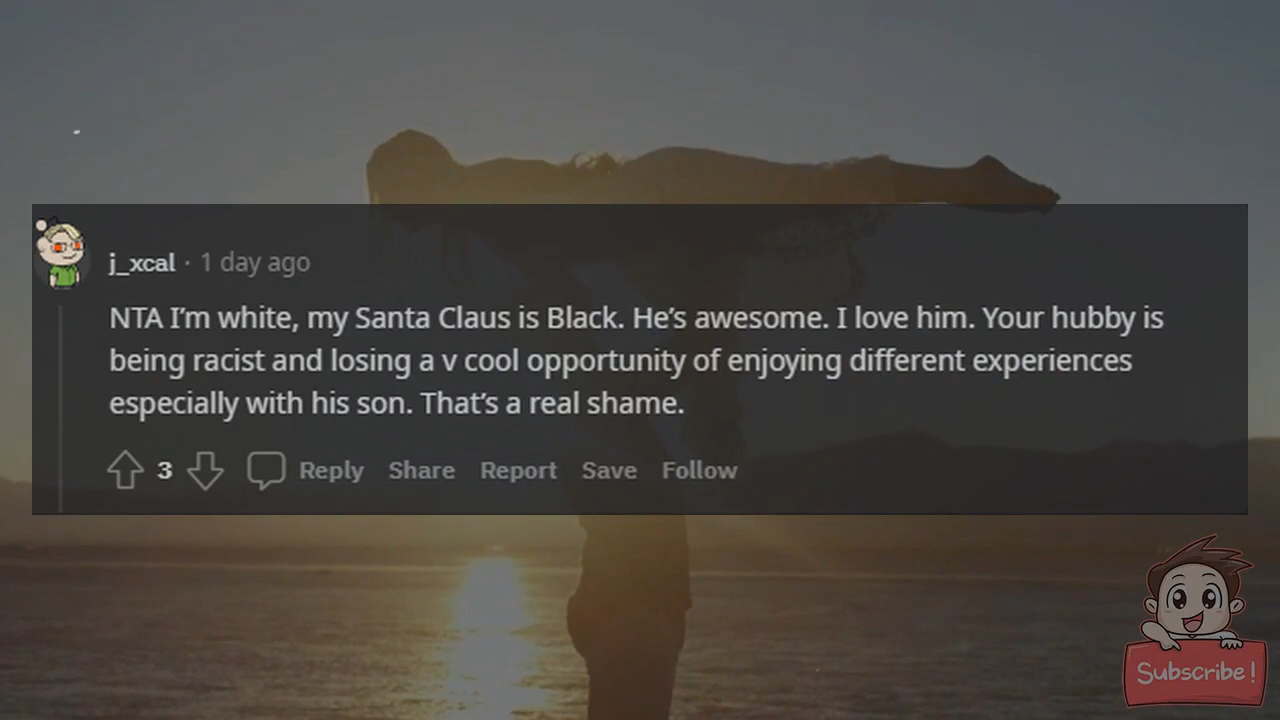 j_xcal · 1 day ago
NTA I’m white, my Santa Claus is Black. He’s awesome. I love him. Your hubby is
being racist and losing a v cool opportunity of enjoying different experiences
especially with his son. That’s a real shame.
3 Reply Share Report Save Follow
Subscribe!